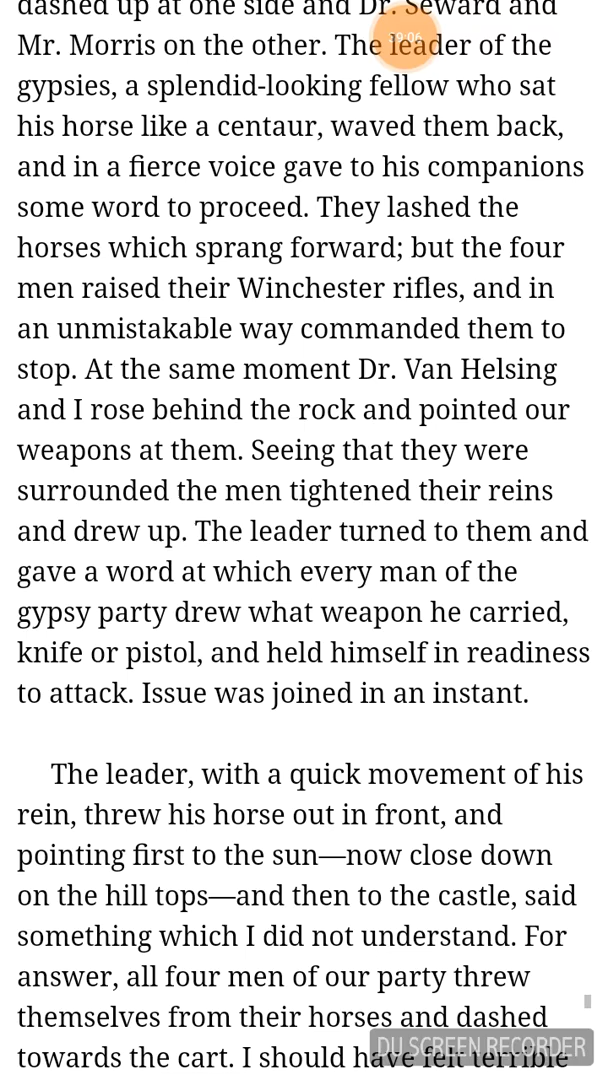 dashed up at one side and Dr. Seward and
Mr. Morris on the other. The leader of the
gypsies, a splendid-looking fellow who sat
his horse like a centaur, waved them back,
and in a fierce voice gave to his companions
some word to proceed. They lashed the
horses which sprang forward; but the four
men raised their Winchester rifles, and in
an unmistakable way commanded them to
stop. At the same moment Dr. Van Helsing
and I rose behind the rock and pointed our
weapons at them. Seeing that they were
surrounded the men tightened their reins
and drew up. The leader turned to them and
gave a word at which every man of the
gypsy party drew what weapon he carried,
knife or pistol, and held himself in readiness
to attack. Issue was joined in an instant.
The leader, with a quick movement of his
rein, threw his horse out in front, and
pointing first to the sun—now close down
on the hill tops—and then to the castle, said
something which I did not understand. For
answer, all four men of our party threw
themselves from their horses and dashed
towards the cart. I should have felt terrible
DU SCREEN RECORDER